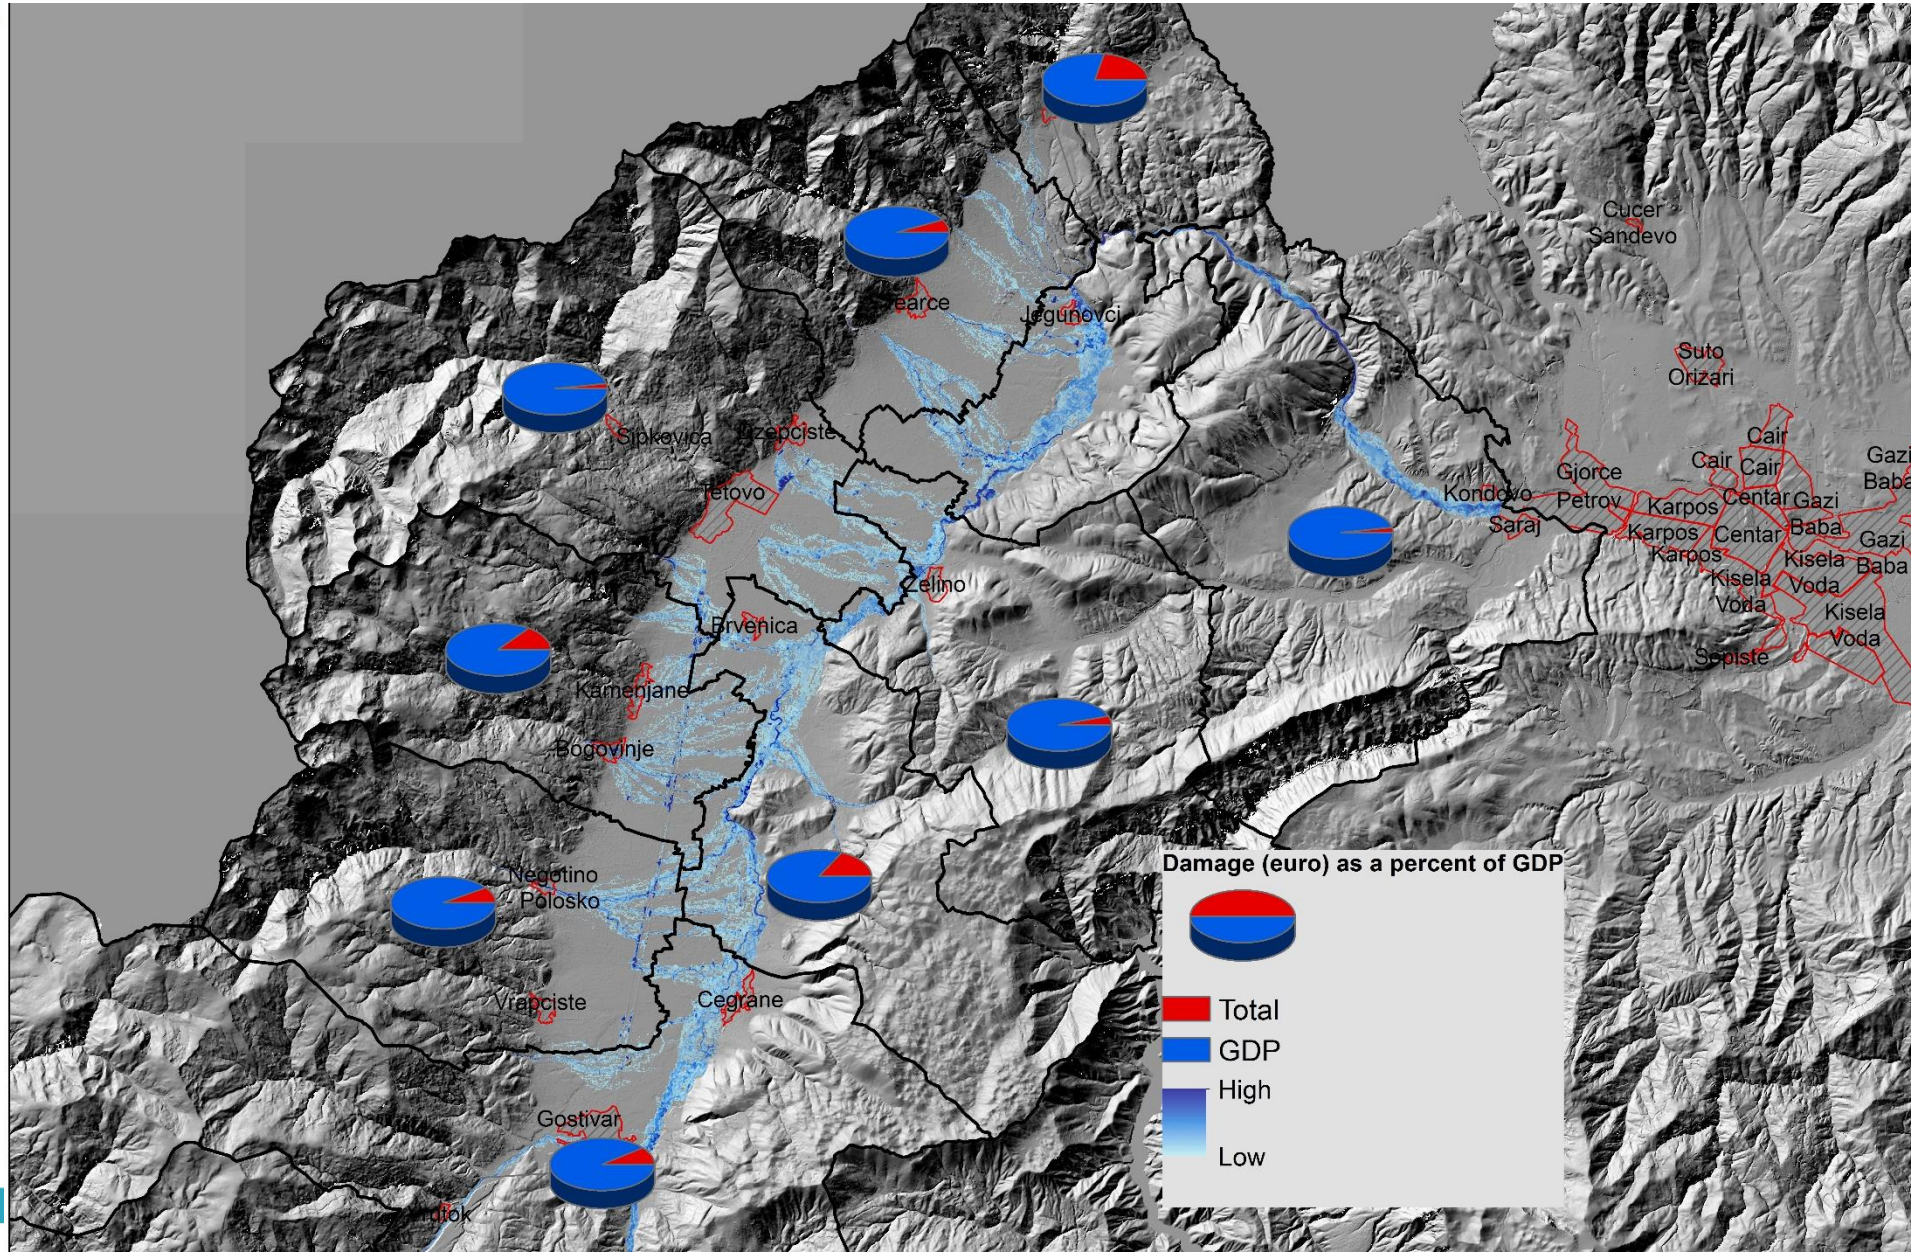 Cucer
Sandevo
Jegunovci
Suto
Orizari
Sipkovica
Cair
Gjorce
Petrov
Cair
Cair
Gazi
Baba
Kondovo
Karpos
Centar
Gazi
Baba
Saraj
Karpos
Centar
Gazi
Baba
Karpos
Kisela
Voda
Kisela
Voda
Zelino
Kisela
Voda
Brvenica
Sopiste
Kamenjane
Bogovinje
Negotino
Polosko
Vrapciste
Cegrane
Gostivar
Damage (euro) as a percent of GDP
Total
GDP
High
Low